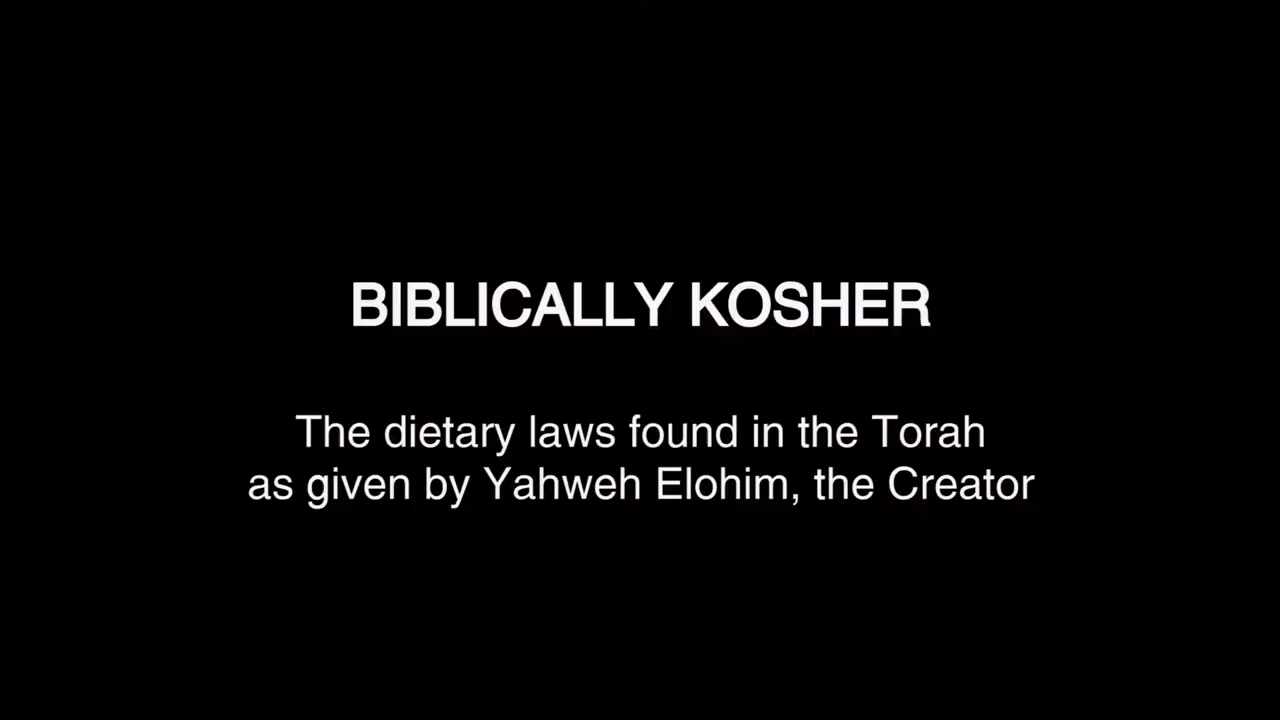 BIBLICALLY KOSHER
The dietary laws found in the Torah
as given by Yahweh Elohim, the Creator